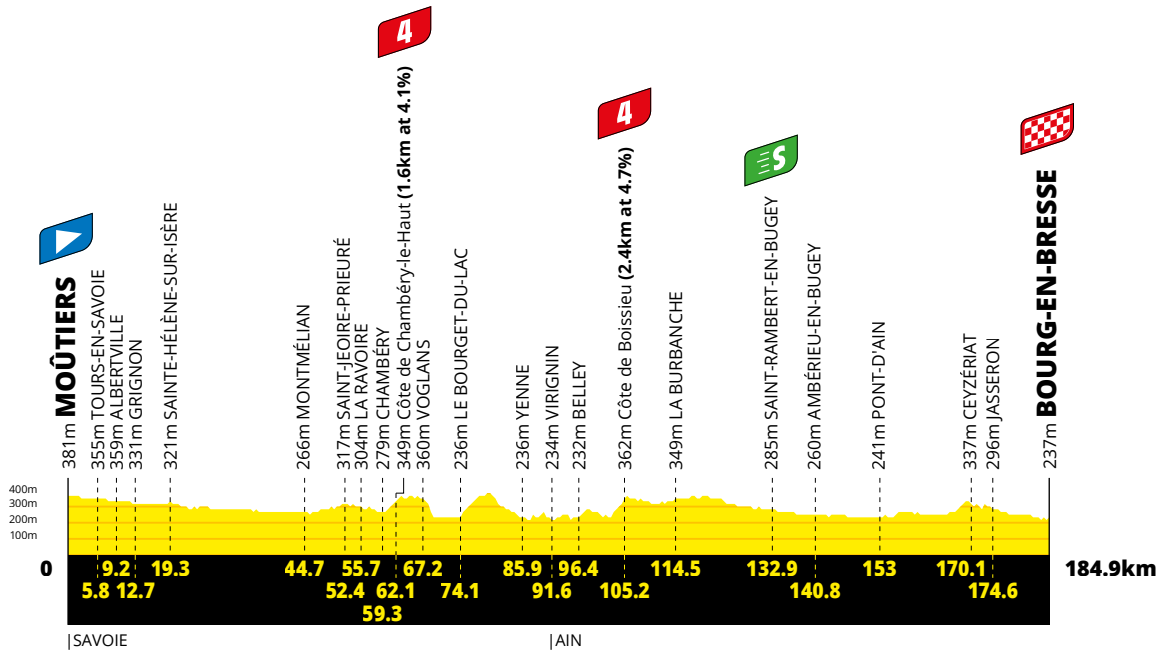 4
4
S
381m MOÛTIERS
355m TOURS-EN-SAVOIE
359m ALBERTVILLE
331m GRIGNON
321m SAINTE-HÉLÈNE-SUR-ISÈRE
266m MONTMÉLIAN
317m SAINT-JEOIRE-PRIEURÉ
304m LA RAVOIRE
279m CHAMBÉRY
349m Côte de Chambéry-le-Haut (1.6km at 4.1%)
360m VOGLANS
236m LE BOURGET-DU-LAC
236m YENNE
234m VIRIGNIN
232m BELLEY
362m Côte de Boissieu (2.4km at 4.7%)
349m LA BURBANCHE
285m SAINT-RAMBERT-EN-BUGEY
260m AMBÉRIEU-EN-BUGEY
241m PONT-D'AIN
337m CEYZÉRIAT
296m JASSERON
237m BOURG-EN-BRESSE
400m
300m
200m
100m
0 9.2 19.3 44.7 55.7 67.2 85.9 96.4 114.5 132.9 153 170.1 184.9km
5.8 12.7 52.4 62.1 74.1 91.6 105.2 140.8 174.6
59.3
|SAVOIE |AIN